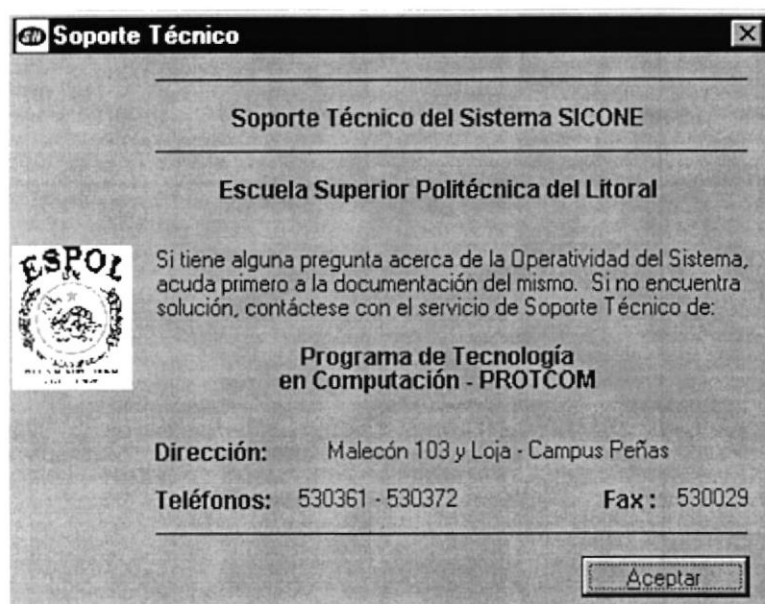 SN Soporte Técnico
Soporte Técnico del Sistema SICONE
Escuela Superior Politécnica del Litoral
ESPOL
Si tiene alguna pregunta acerca de la Operatividad del Sistema,
acuda primero a la documentación del mismo. Si no encuentra
solución, contáctese con el servicio de Soporte Técnico de:
Programa de Tecnología
en Computación - PROTCOM
Dirección: Malecón 103 y Loja - Campus Peñas
Teléfonos: 530361 - 530372 Fax : 530029
Aceptar